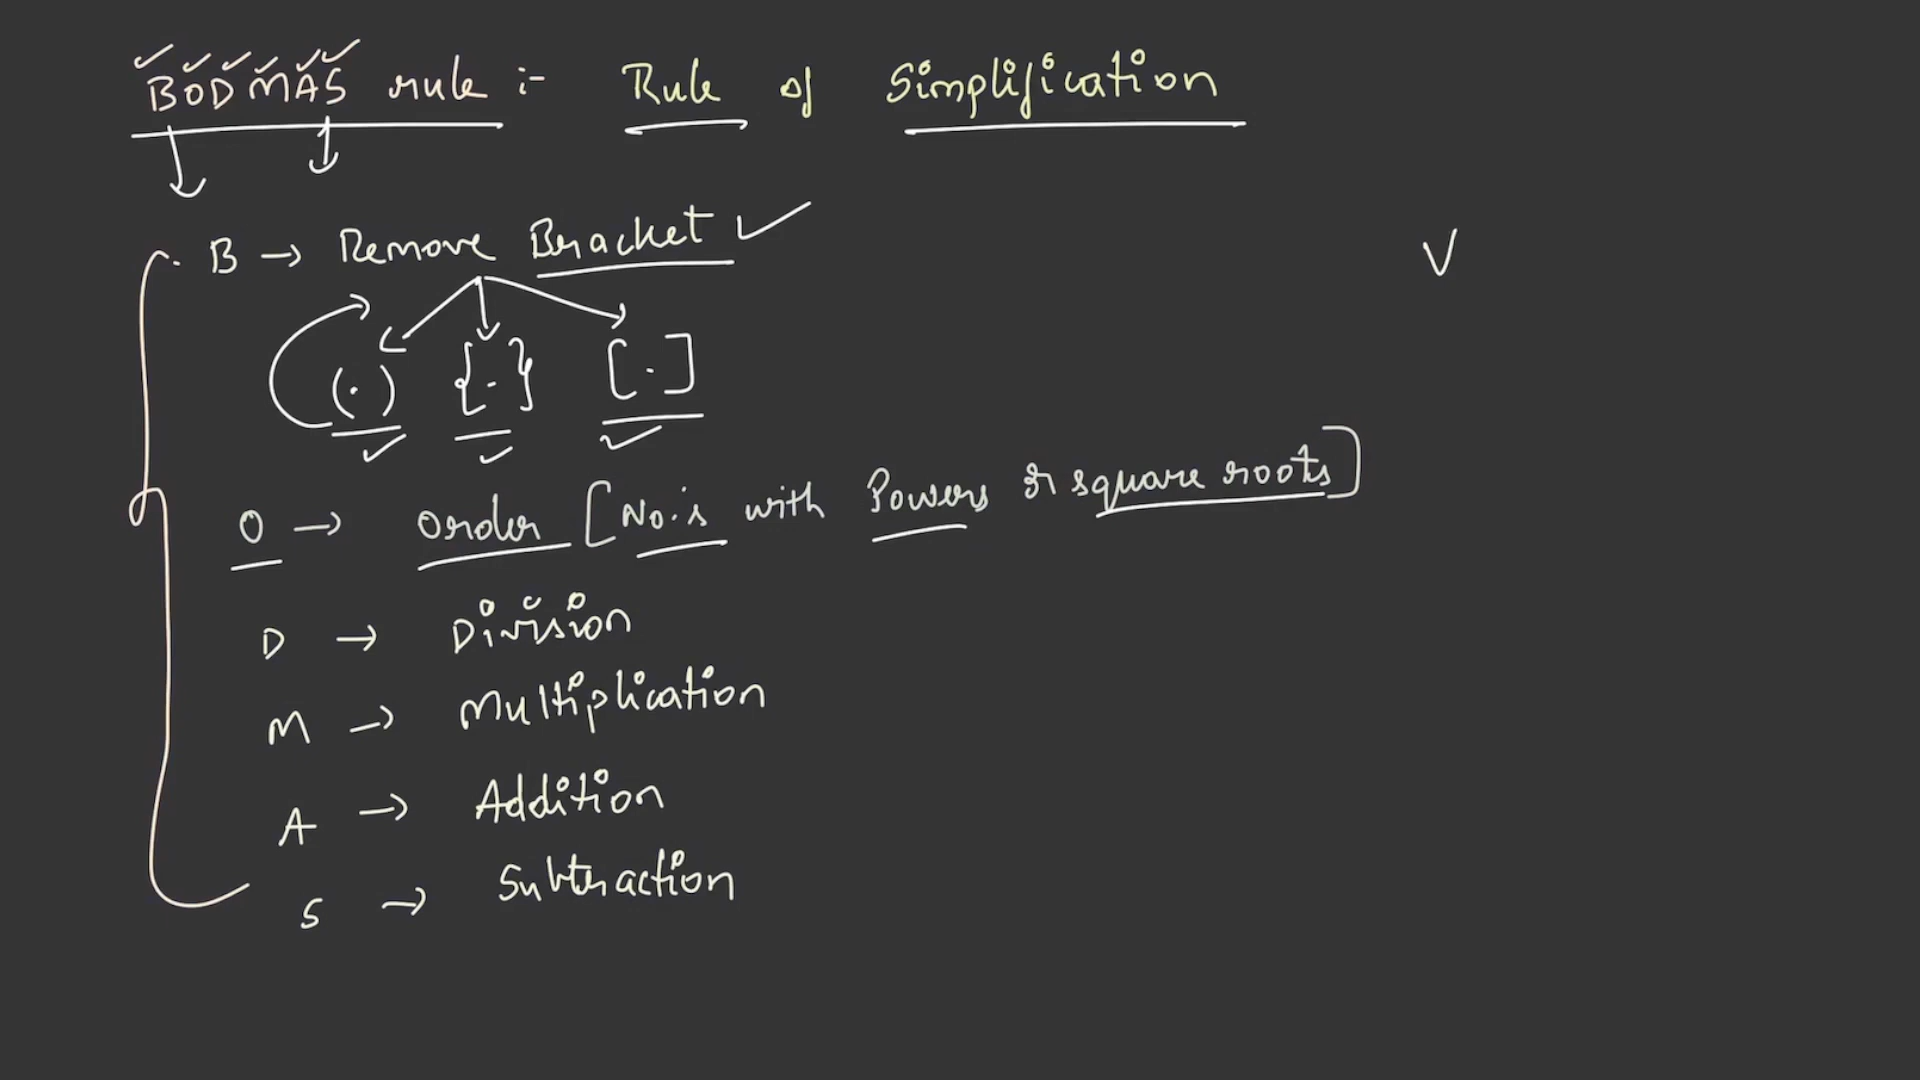 BODMAS rule :- Rule of Simplification
B → Remove Bracket ✓
V
(·) {·} [·]
O → Order [No.'s with Powers or square roots]
D → Division
M → Multiplication
A → Addition
S → Subtraction